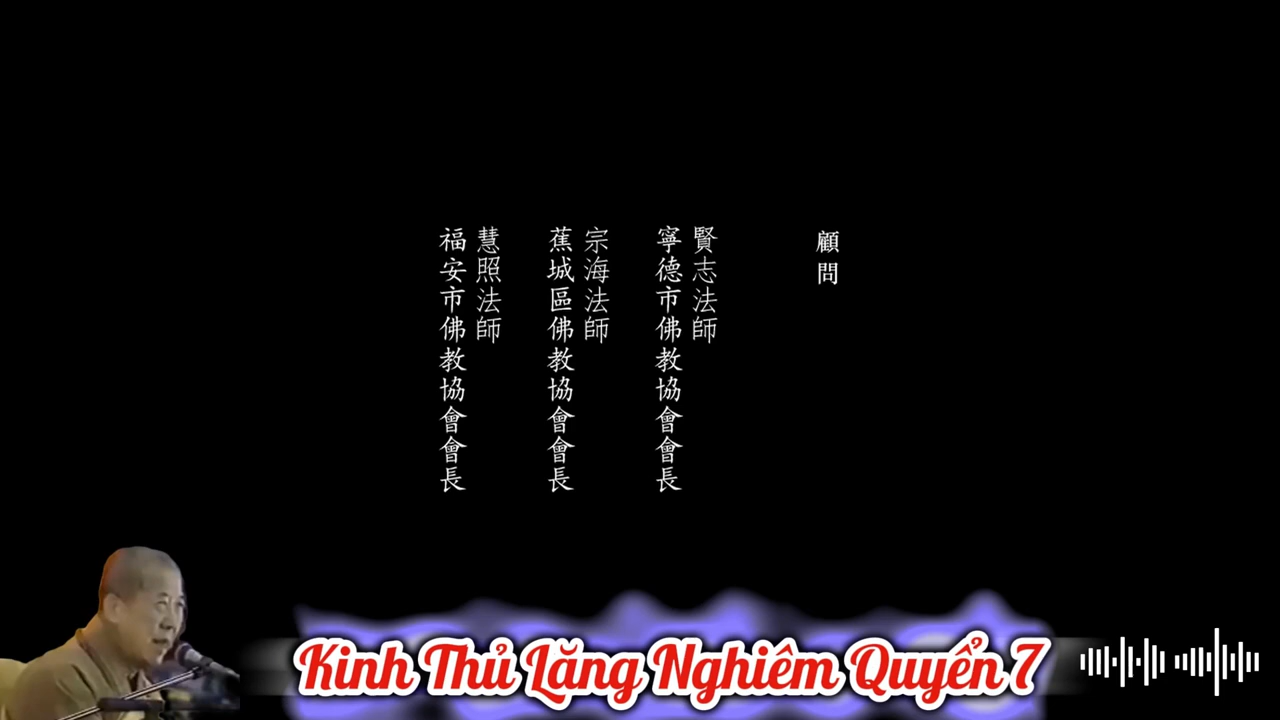 顧問
賢志法師
寧德市佛教協會會長
宗海法師
蕉城區佛教協會會長
慧照法師
福安市佛教協會會長
Kinh Thủ Lăng Nghiêm Quyển 7